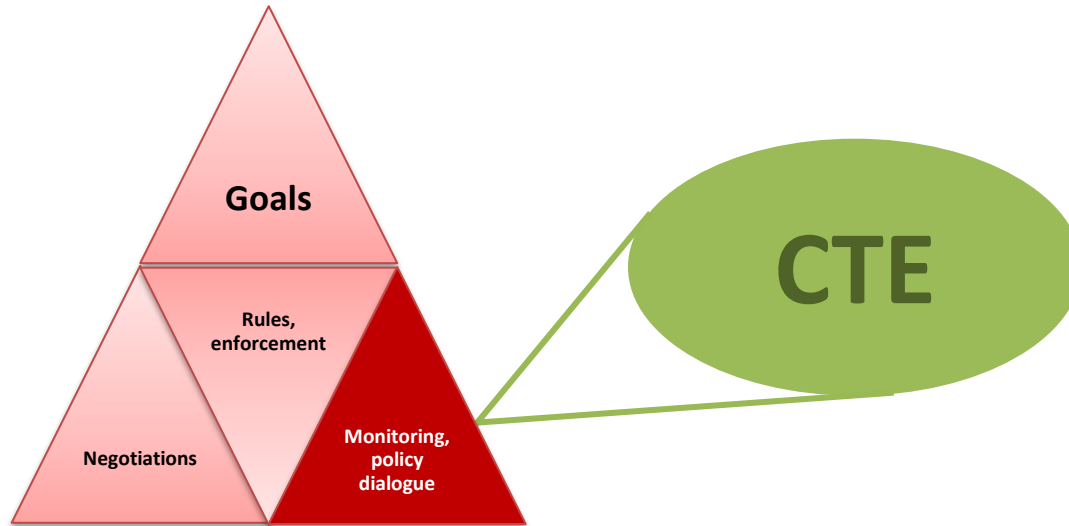 Goals
CTE
Rules,
enforcement
Negotiations
Monitoring,
policy
dialogue